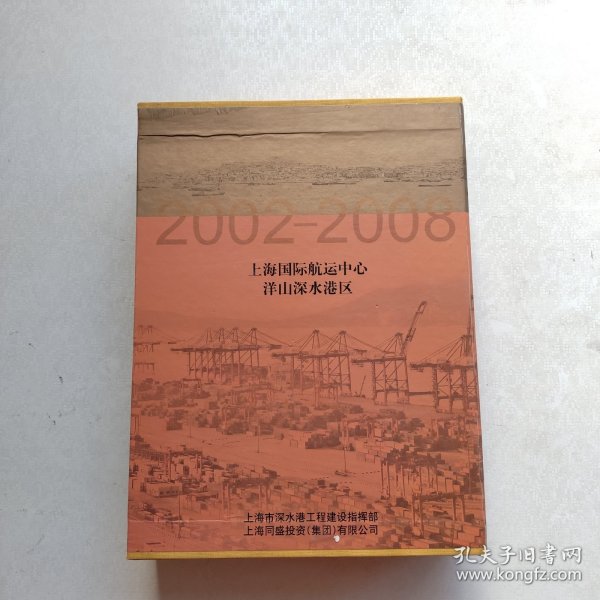 2002-2008
上海国际航运中心
洋山深水港区
上海市深水港工程建设指挥部
上海同盛投资(集团)有限公司
孔夫子旧书网
www.kongfz.com